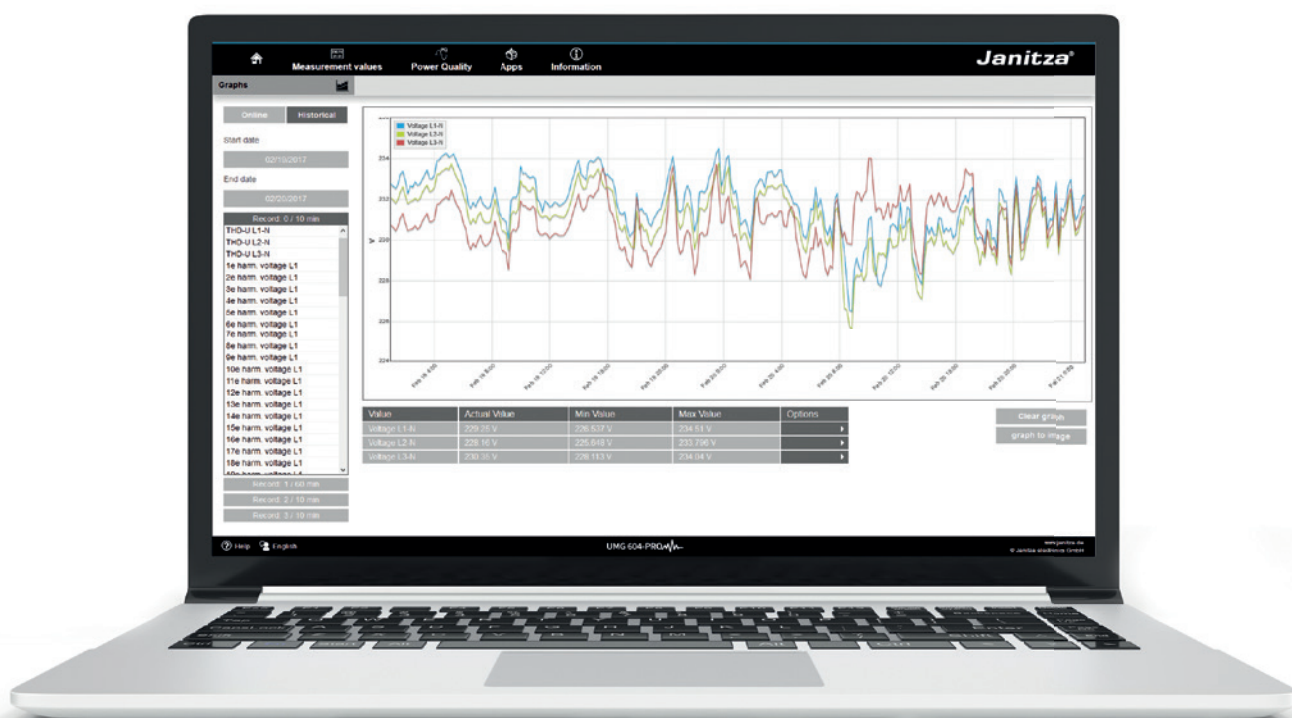 Measurement values Power Quality Apps Information Janitza®
Graphs
Online Historical
Start date
End date
02/20/2017
Record: 0 / 10 min
THD-U L1-N
THD-U L2-N
THD-U L3-N
1e harm. voltage L1
2e harm. voltage L1
3e harm. voltage L1
4e harm. voltage L1
5e harm. voltage L1
6e harm. voltage L1
7e harm. voltage L1
8e harm. voltage L1
9e harm. voltage L1
10e harm. voltage L1
11e harm. voltage L1
12e harm. voltage L1
13e harm. voltage L1
14e harm. voltage L1
15e harm. voltage L1
16e harm. voltage L1
17e harm. voltage L1
18e harm. voltage L1
Record: 1 / 60 min
Record: 2 / 10 min
Record: 3 / 10 min
Voltage L1-N
Voltage L2-N
Voltage L3-N
234
232
230
228
226
224
V
Value Actual Value Min Value Max Value Options
Voltage L1-N 229.25 V 226.537 V 234.51 V
Voltage L2-N 228.16 V 233.796 V
Voltage L3-N 230.35 V 228.113 V 234.04 V
Clear graph
graph to image
Help English UMG 604-PRO www.janitza.de
© Janitza electronics GmbH